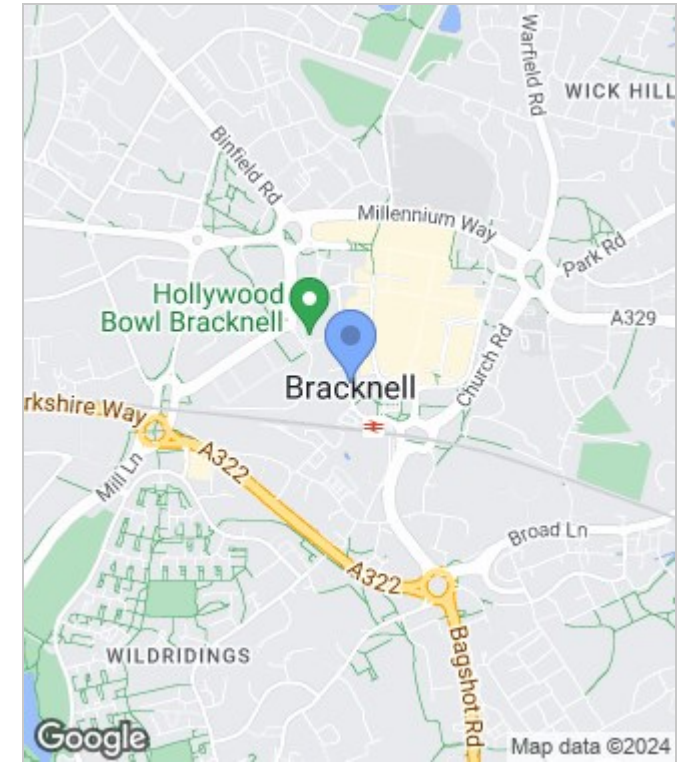 Warfield Rd
WICK HILL
Binfield Rd
Millennium Way
Park Rd
Hollywood
Bowl Bracknell
A329
Church Rd
Bracknell
rkshire Way
A322
Mill Ln
Broad Ln
A322
Bagshot Rd
WILDRIDINGS
Google
Map data ©2024